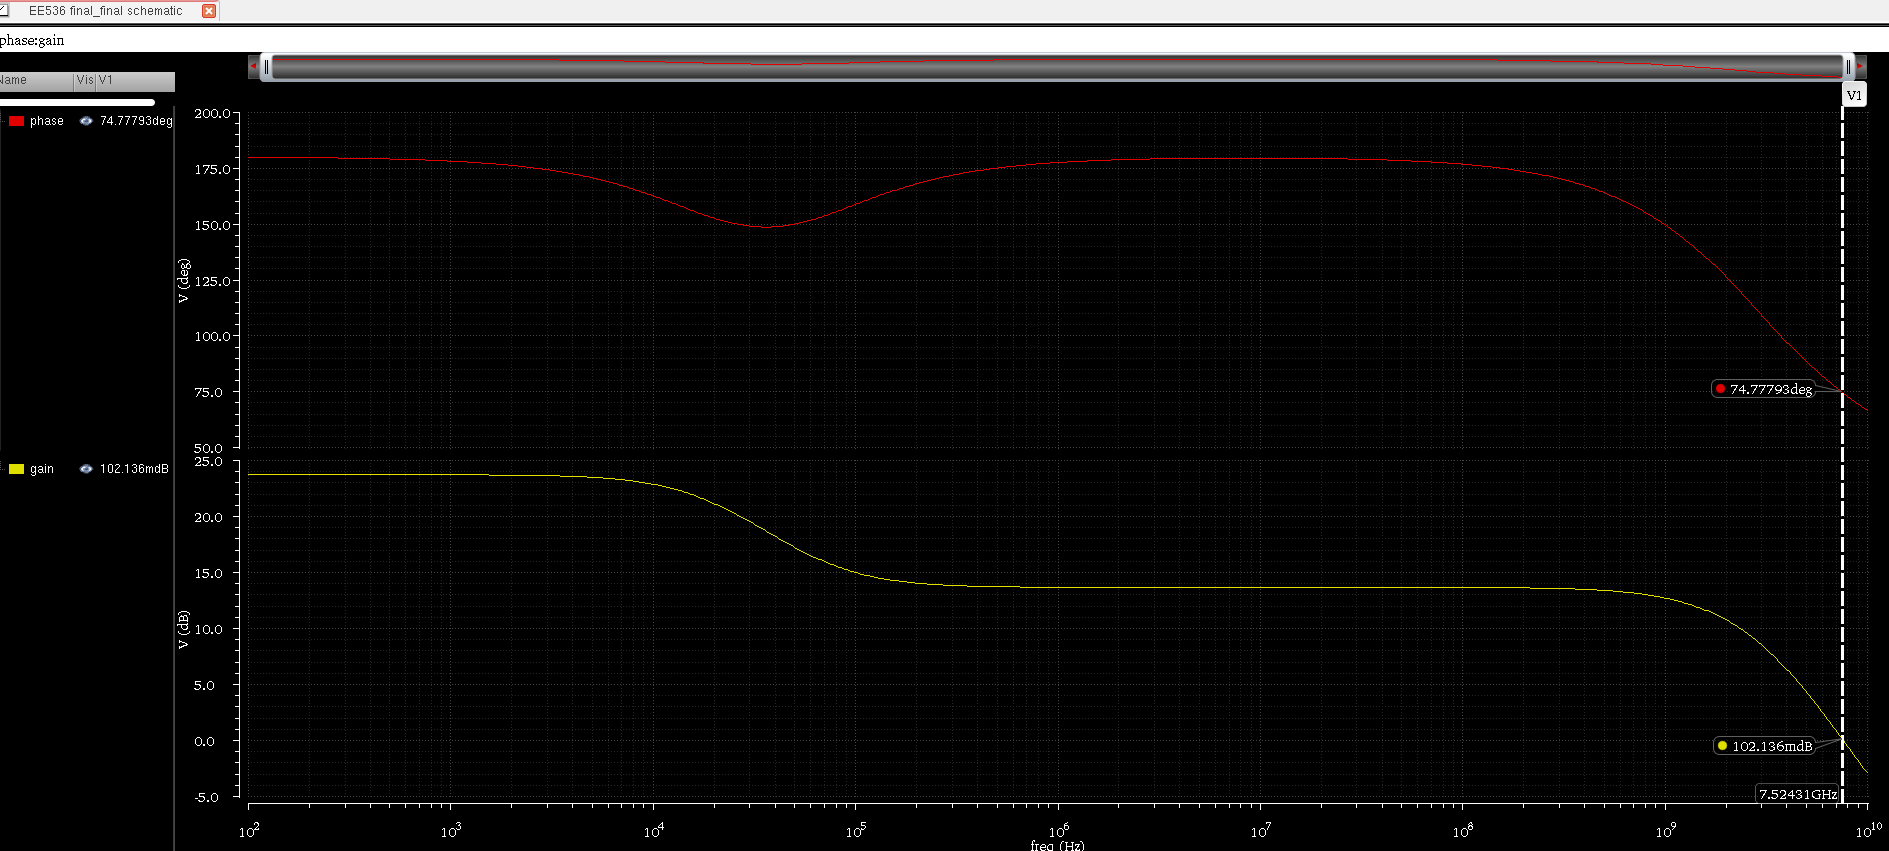 EE536 final_final schematic
phase:gain
Name Vis V1
V1
phase 74.77793deg
200.0
175.0
150.0
125.0
100.0
75.0
50.0
V (deg)
74.77793deg
gain 102.136mdB
25.0
20.0
15.0
10.0
5.0
0.0
-5.0
V (dB)
102.136mdB
7.52431GHz
10² 10³ 10⁴ 10⁵ 10⁶ 10⁷ 10⁸ 10⁹ 10¹⁰
freq (Hz)